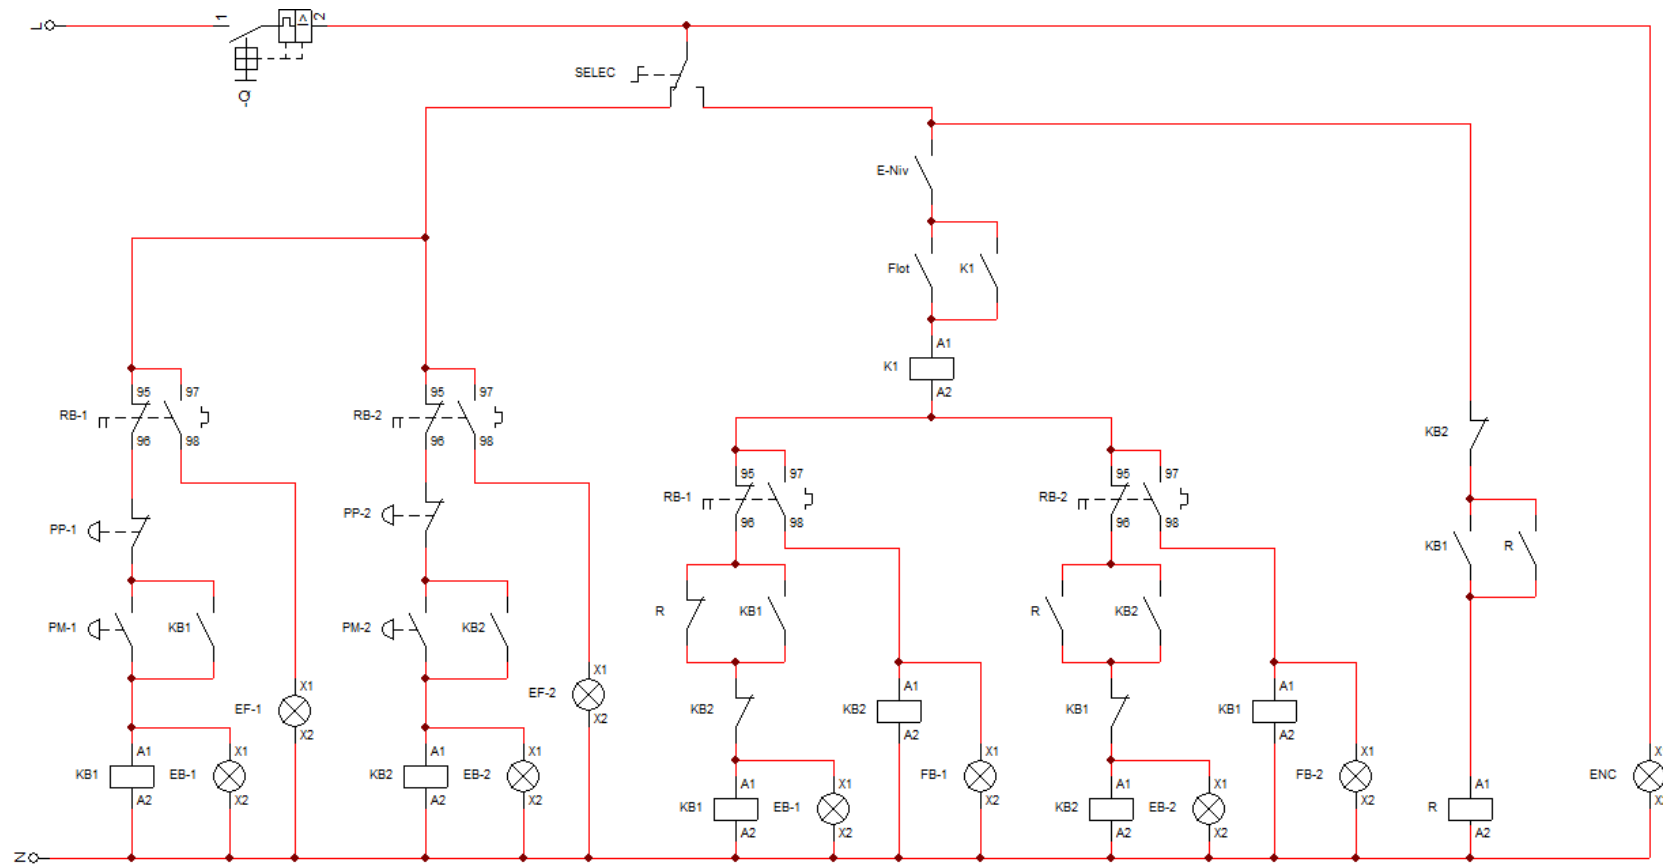 L
1
2
-Q
SELEC
E-Niv
Flot
K1
A1
K1
A2
95
97
RB-1
96
98
95
97
RB-2
96
98
KB2
95
97
RB-1
96
98
95
97
RB-2
96
98
PP-1
PP-2
KB1
R
PM-1
KB1
PM-2
KB2
R
KB1
R
KB2
X1
EF-1
X2
X1
EF-2
X2
KB2
A1
KB2
A2
KB1
A1
KB1
A2
A1
KB1
A2
X1
EB-1
X2
A1
KB2
A2
X1
EB-2
X2
A1
KB1
A2
X1
EB-1
X2
X1
FB-1
X2
A1
KB2
A2
X1
EB-2
X2
X1
FB-2
X2
A1
R
A2
ENC
N